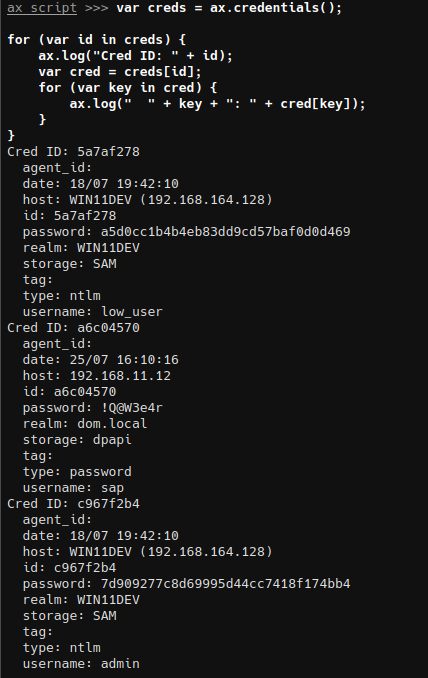 ax script >>> var creds = ax.credentials();

for (var id in creds) {
    ax.log("Cred ID: " + id);
    var cred = creds[id];
    for (var key in cred) {
        ax.log("  " + key + ": " + cred[key]);
    }
}
Cred ID: 5a7af278
  agent_id:
  date: 18/07 19:42:10
  host: WIN11DEV (192.168.164.128)
  id: 5a7af278
  password: a5d0cc1b4b4eb83dd9cd57baf0d0d469
  realm: WIN11DEV
  storage: SAM
  tag:
  type: ntlm
  username: low_user
Cred ID: a6c04570
  agent_id:
  date: 25/07 16:10:16
  host: 192.168.11.12
  id: a6c04570
  password: !Q@W3e4r
  realm: dom.local
  storage: dpapi
  tag:
  type: password
  username: sap
Cred ID: c967f2b4
  agent_id:
  date: 18/07 19:42:10
  host: WIN11DEV (192.168.164.128)
  id: c967f2b4
  password: 7d909277c8d69995d44cc7418f174bb4
  realm: WIN11DEV
  storage: SAM
  tag:
  type: ntlm
  username: admin